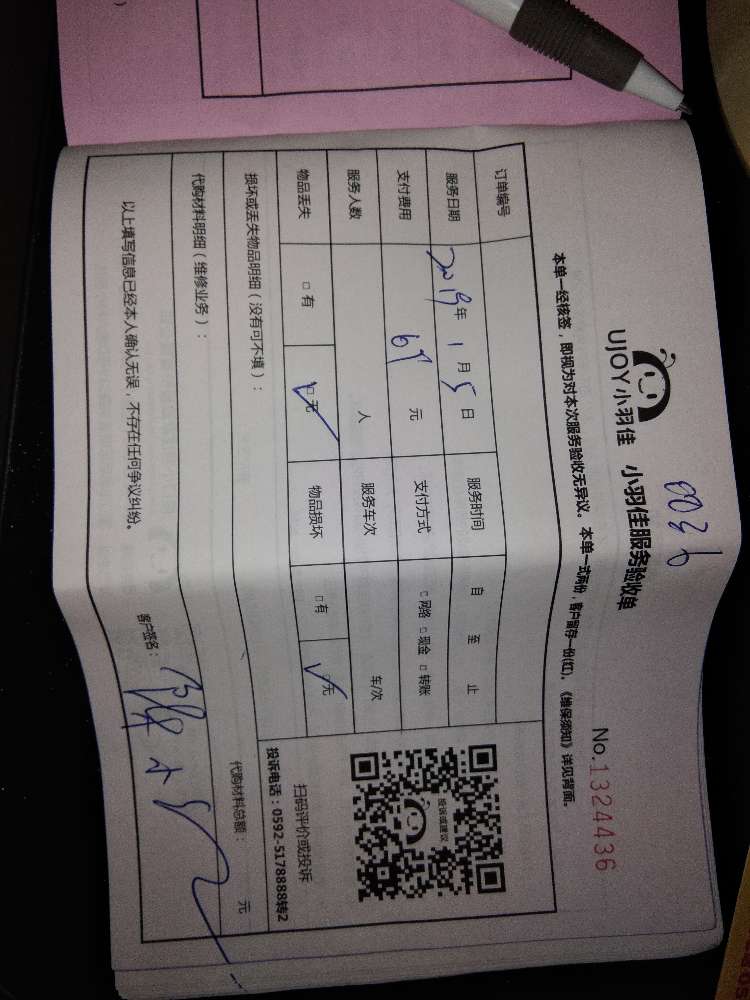 0036
UJOY小羽佳 小羽佳服务验收单
No.1324436
本单一经核签，即视为对本次服务验收无异议。本单一式两份，客户留存一份(红)。《维保须知》详见背面。
订单编号
服务日期 2019年 1月 5日 服务时间 自 至 止
支付费用 69 元 支付方式 □网络 □现金 □转账
服务人数 人 服务车次 车/次
物品丢失 □有 □无 物品损坏 □有 □无
投诉或建议
扫码评价或投诉
投诉电话：0592-5178888转2
损坏或丢失物品明细（没有可不填）：
代购材料明细（维修业务）： 代购材料总额： 元
以上填写信息已经本人确认无误，不存在任何争议纠纷。 客户签名：